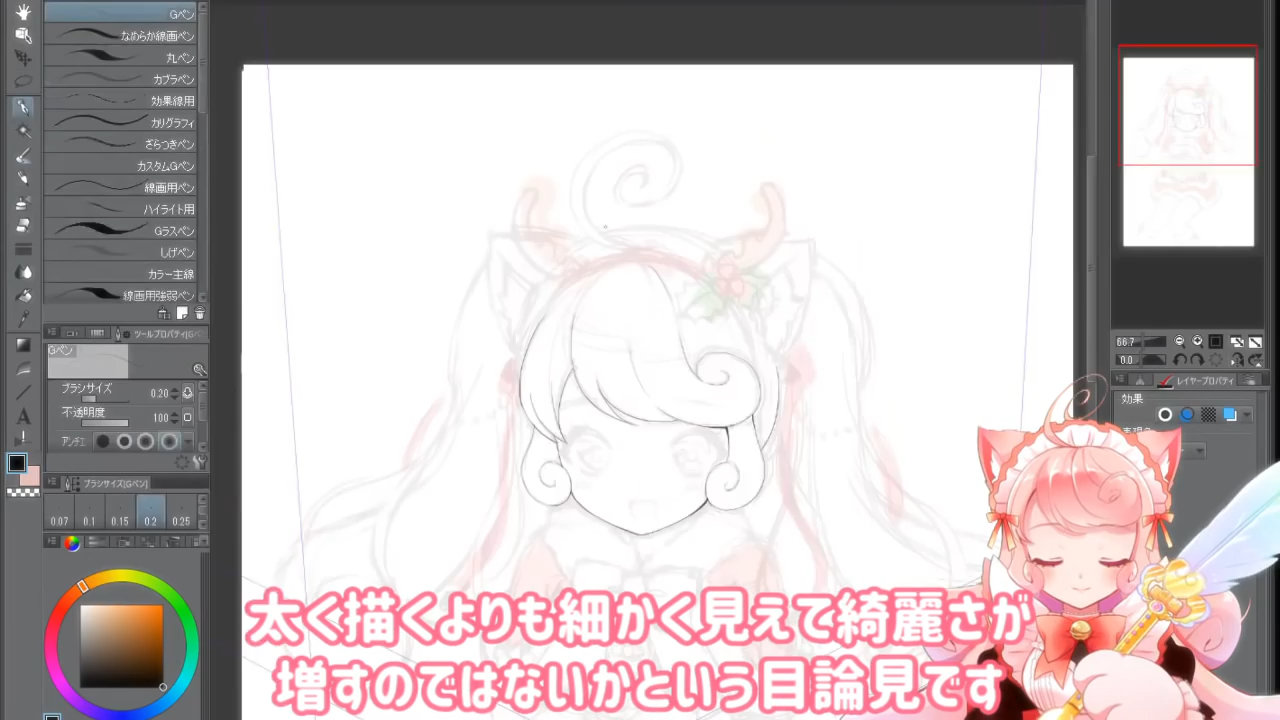 Gペン
なめらか線画ペン
丸ペン
カブラペン
効果線用
カリグラフィ
ざらつきペン
カスタムGペン
線画用ペン
ハイライト用
Gラスペン
しげペン
カラー主線
線画用強弱ペン
ツールプロパティ[Gペ
Gペン
ブラシサイズ 0.20
不透明度 100
アンチエ
ブラシサイズ[Gペン]
0.07 0.1 0.15 0.2 0.25
66.7
0.0
レイヤープロパティ
効果
太く描くよりも細かく見えて綺麗さが
増すのではないかという目論見です